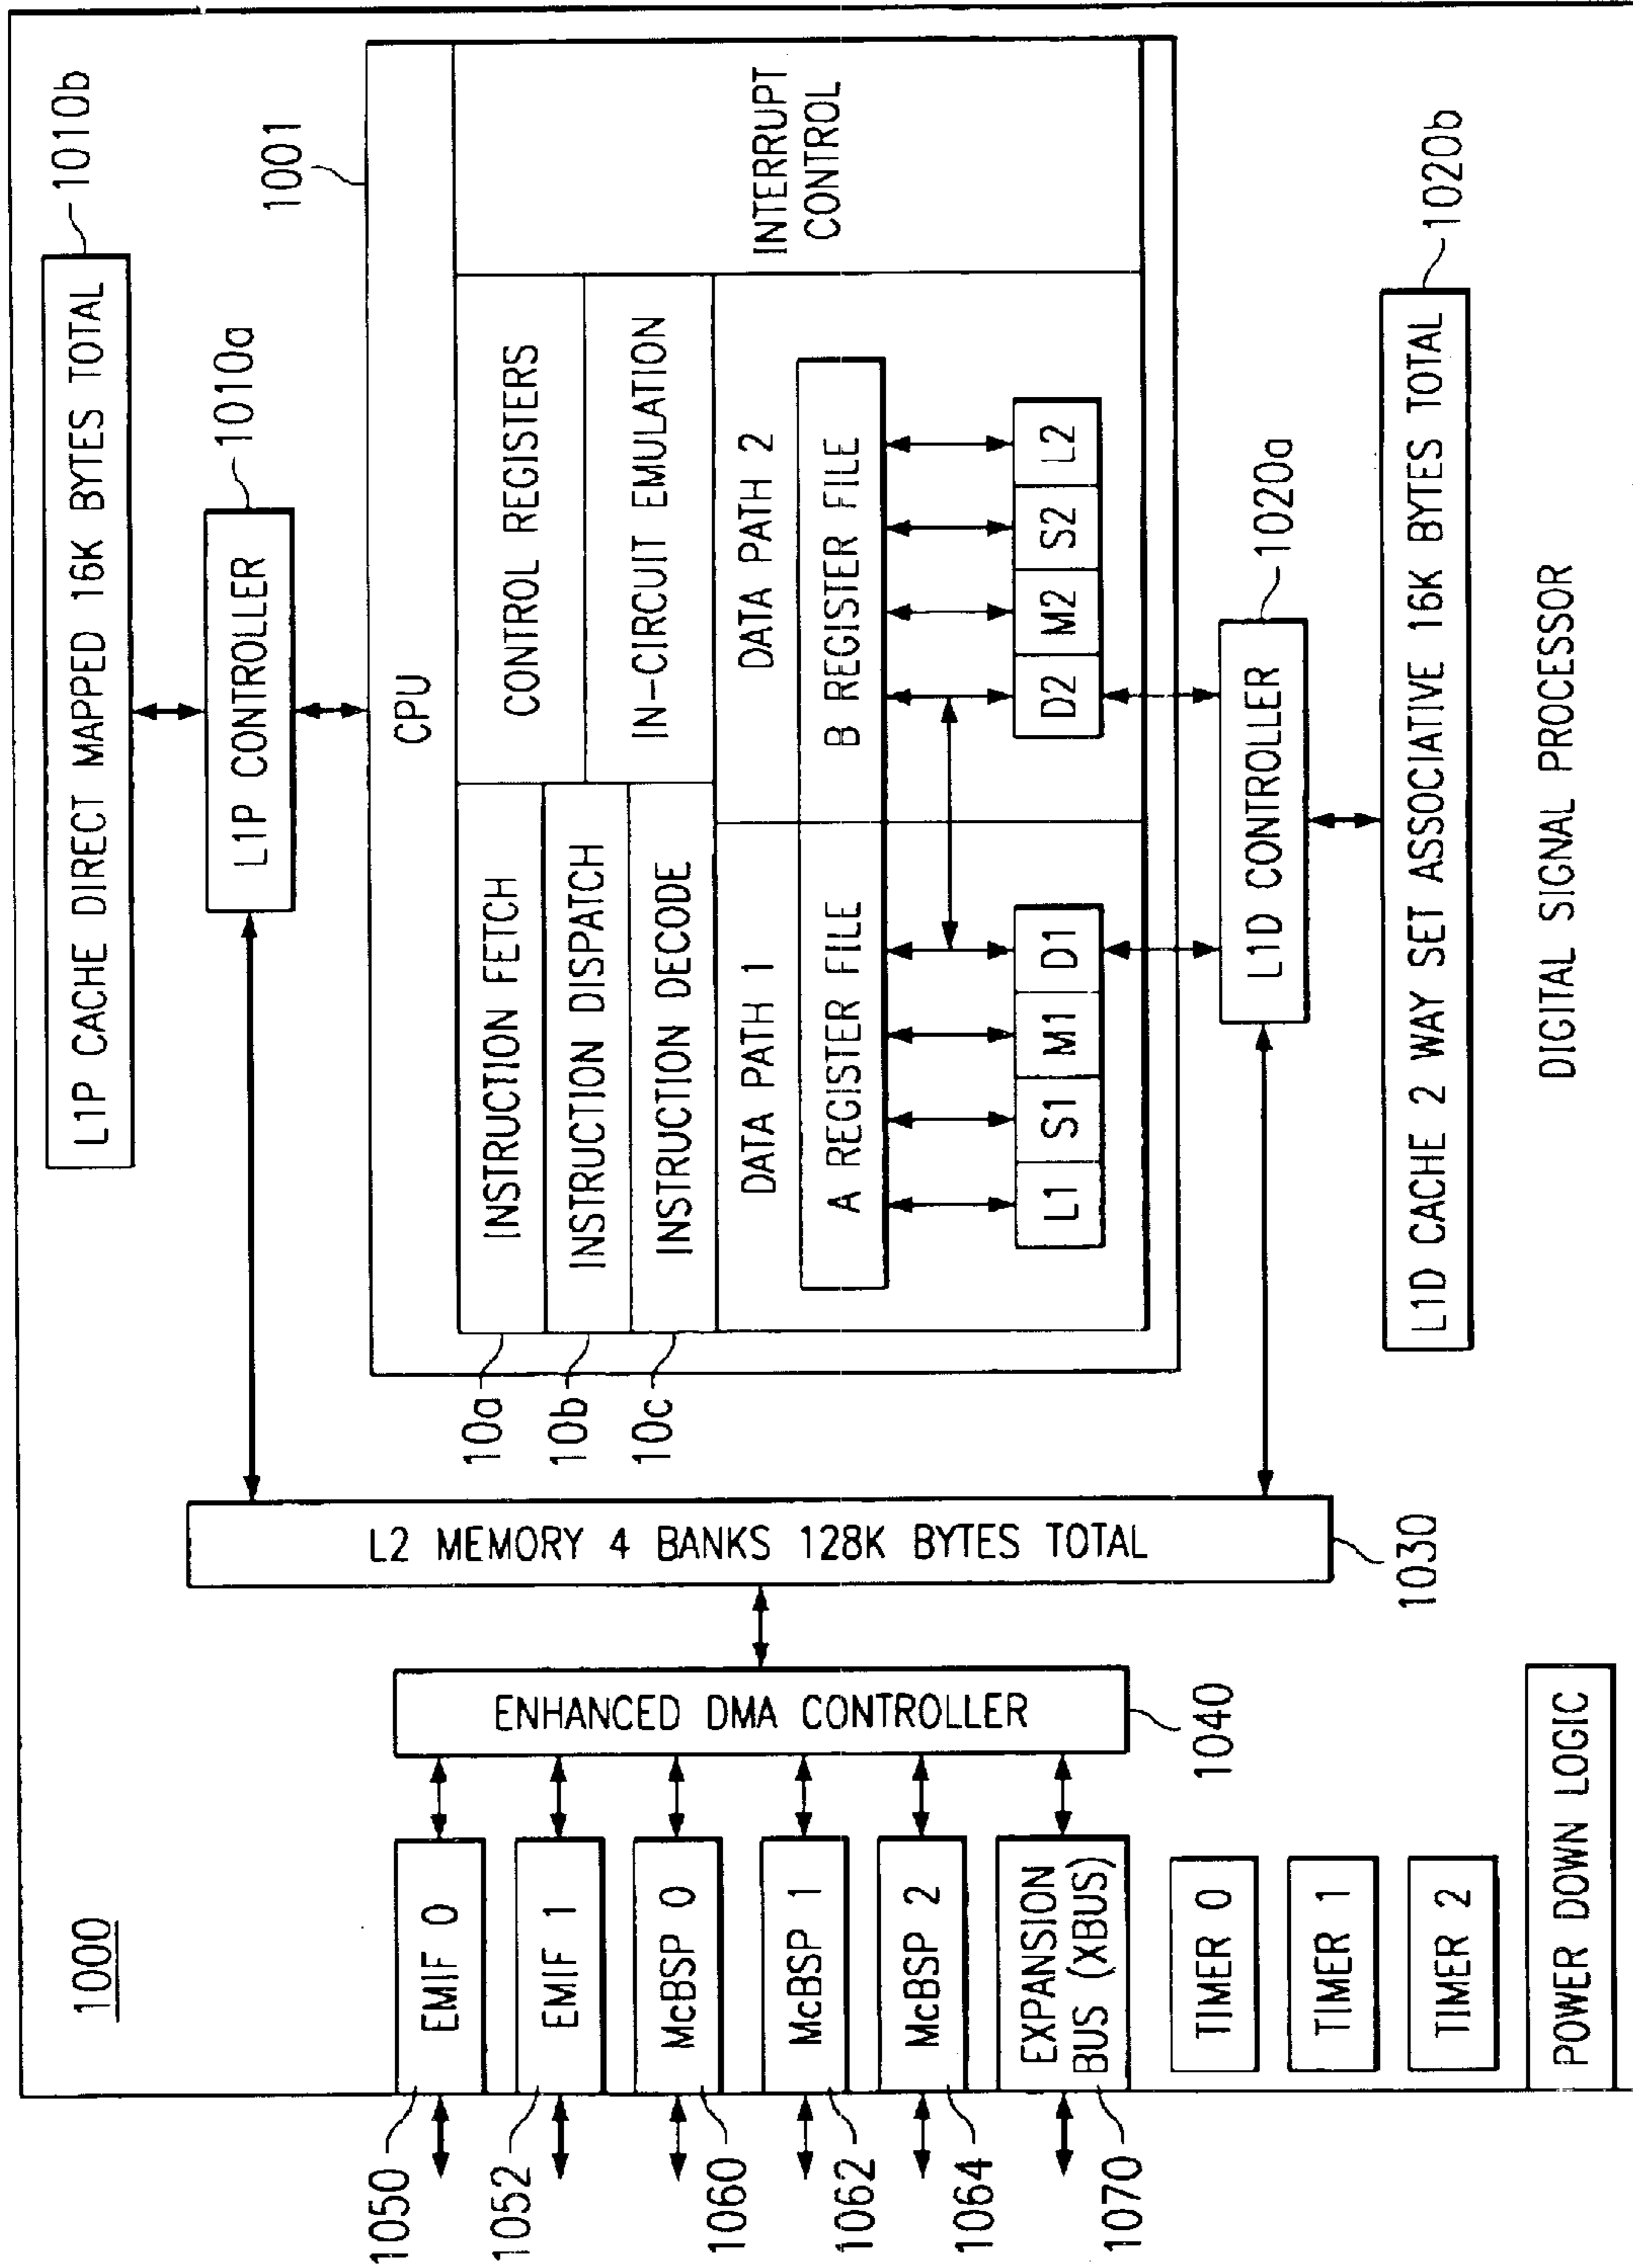 1000
L1P CACHE DIRECT MAPPED 16K BYTES TOTAL
1010b
L1P CONTROLLER
1010a
1001
CPU
INSTRUCTION FETCH
INSTRUCTION DISPATCH
INSTRUCTION DECODE
10a
10b
10c
CONTROL REGISTERS
IN-CIRCUIT EMULATION
INTERRUPT
CONTROL
DATA PATH 1
DATA PATH 2
A REGISTER FILE
B REGISTER FILE
L1 S1 M1 D1
D2 M2 S2 L2
L1D CONTROLLER
1020a
L1D CACHE 2 WAY SET ASSOCIATIVE 16K BYTES TOTAL
1020b
L2 MEMORY 4 BANKS 128K BYTES TOTAL
1030
ENHANCED DMA CONTROLLER
1040
EMIF 0
1050
EMIF 1
1052
McBSP 0
1060
McBSP 1
1062
McBSP 2
1064
EXPANSION
BUS (XBUS)
1070
TIMER 0
TIMER 1
TIMER 2
POWER DOWN LOGIC
DIGITAL SIGNAL PROCESSOR